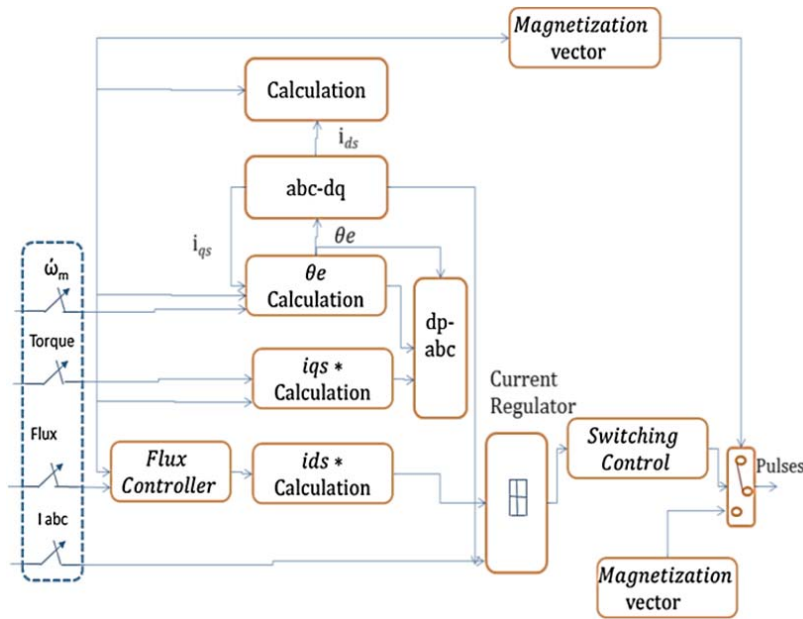 Magnetization
vector
Calculation
i_ds
abc-dq
i_qs
θe
ω̇_m
θe
Calculation
dp-
abc
Torque
iqs *
Calculation
Current
Regulator
Flux
Flux
Controller
ids *
Calculation
Switching
Control
Pulses
I abc
Magnetization
vector